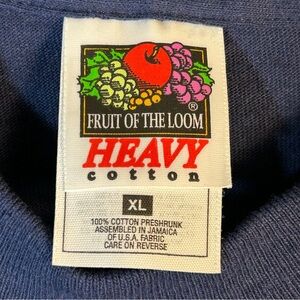 ®
FRUIT OF THE LOOM
HEAVY
cotton
XL
100% COTTON PRESHRUNK
ASSEMBLED IN JAMAICA
OF U.S.A. FABRIC
CARE ON REVERSE